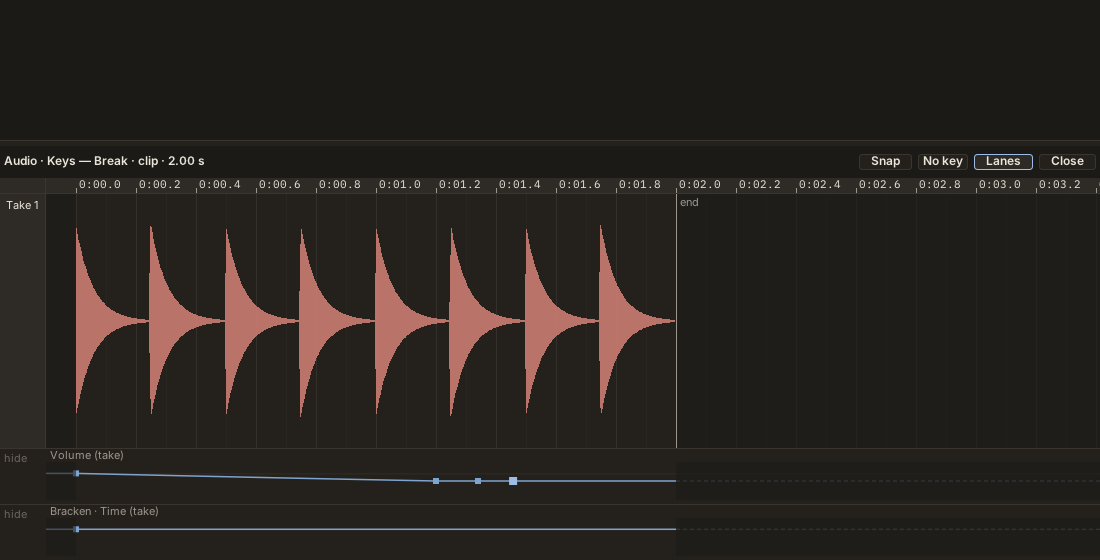 Audio · Keys — Break · clip · 2.00 s Snap No key Lanes Close
0:00.0 0:00.2 0:00.4 0:00.6 0:00.8 0:01.0 0:01.2 0:01.4 0:01.6 0:01.8 0:02.0 0:02.2 0:02.4 0:02.6 0:02.8 0:03.0 0:03.2
Take 1 end
hide Volume (take)
hide Bracken · Time (take)